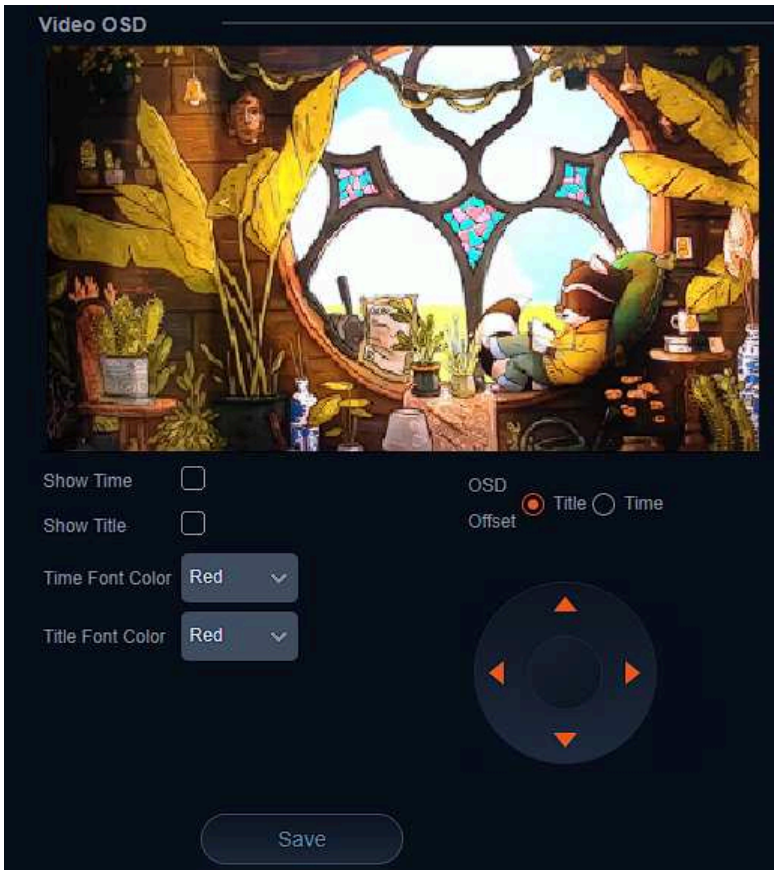 Video OSD
Show Time
Show Title
Time Font Color Red
Title Font Color Red
OSD Offset Title Time
Save